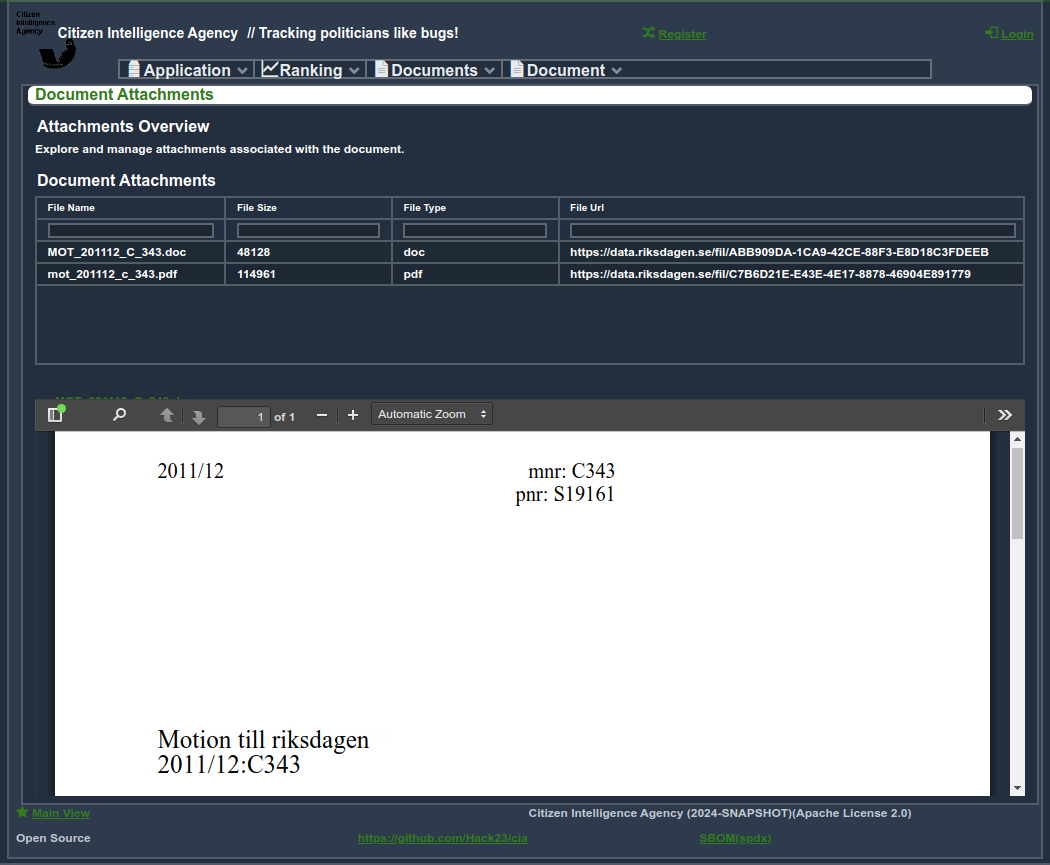 Citizen
Intelligence
Agency
Citizen Intelligence Agency // Tracking politicians like bugs!
Register
Login
Application
Ranking
Documents
Document
Document Attachments
Attachments Overview
Explore and manage attachments associated with the document.
Document Attachments
File Name File Size File Type File Url
MOT_201112_C_343.doc 48128 doc https://data.riksdagen.se/fil/ABB909DA-1CA9-42CE-88F3-E8D18C3FDEEB
mot_201112_c_343.pdf 114961 pdf https://data.riksdagen.se/fil/C7B6D21E-E43E-4E17-8878-46904E891779
1 of 1 Automatic Zoom
2011/12 mnr: C343
pnr: S19161
Motion till riksdagen
2011/12:C343
Main View Citizen Intelligence Agency (2024-SNAPSHOT)(Apache License 2.0)
Open Source https://github.com/Hack23/cia SBOM(spdx)